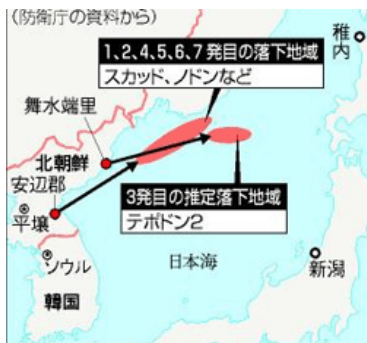 (防衛庁の資料から)
稚
内
1、2、4、5、6、7発目の落下地域
スカッド、ノドンなど
舞水端里
北朝鮮
安辺郡
平壌
3発目の推定落下地域
テポドン2
ソウル
日本海
新潟
韓国